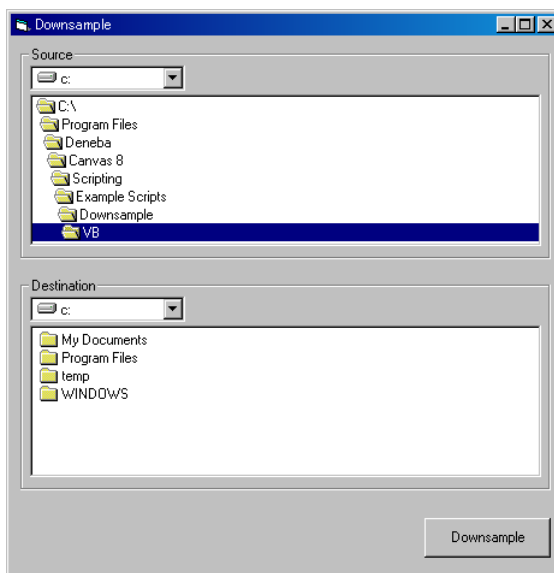 Downsample
Source
c:
C:\
Program Files
Deneba
Canvas 8
Scripting
Example Scripts
Downsample
VB
Destination
c:
My Documents
Program Files
temp
WINDOWS
Downsample